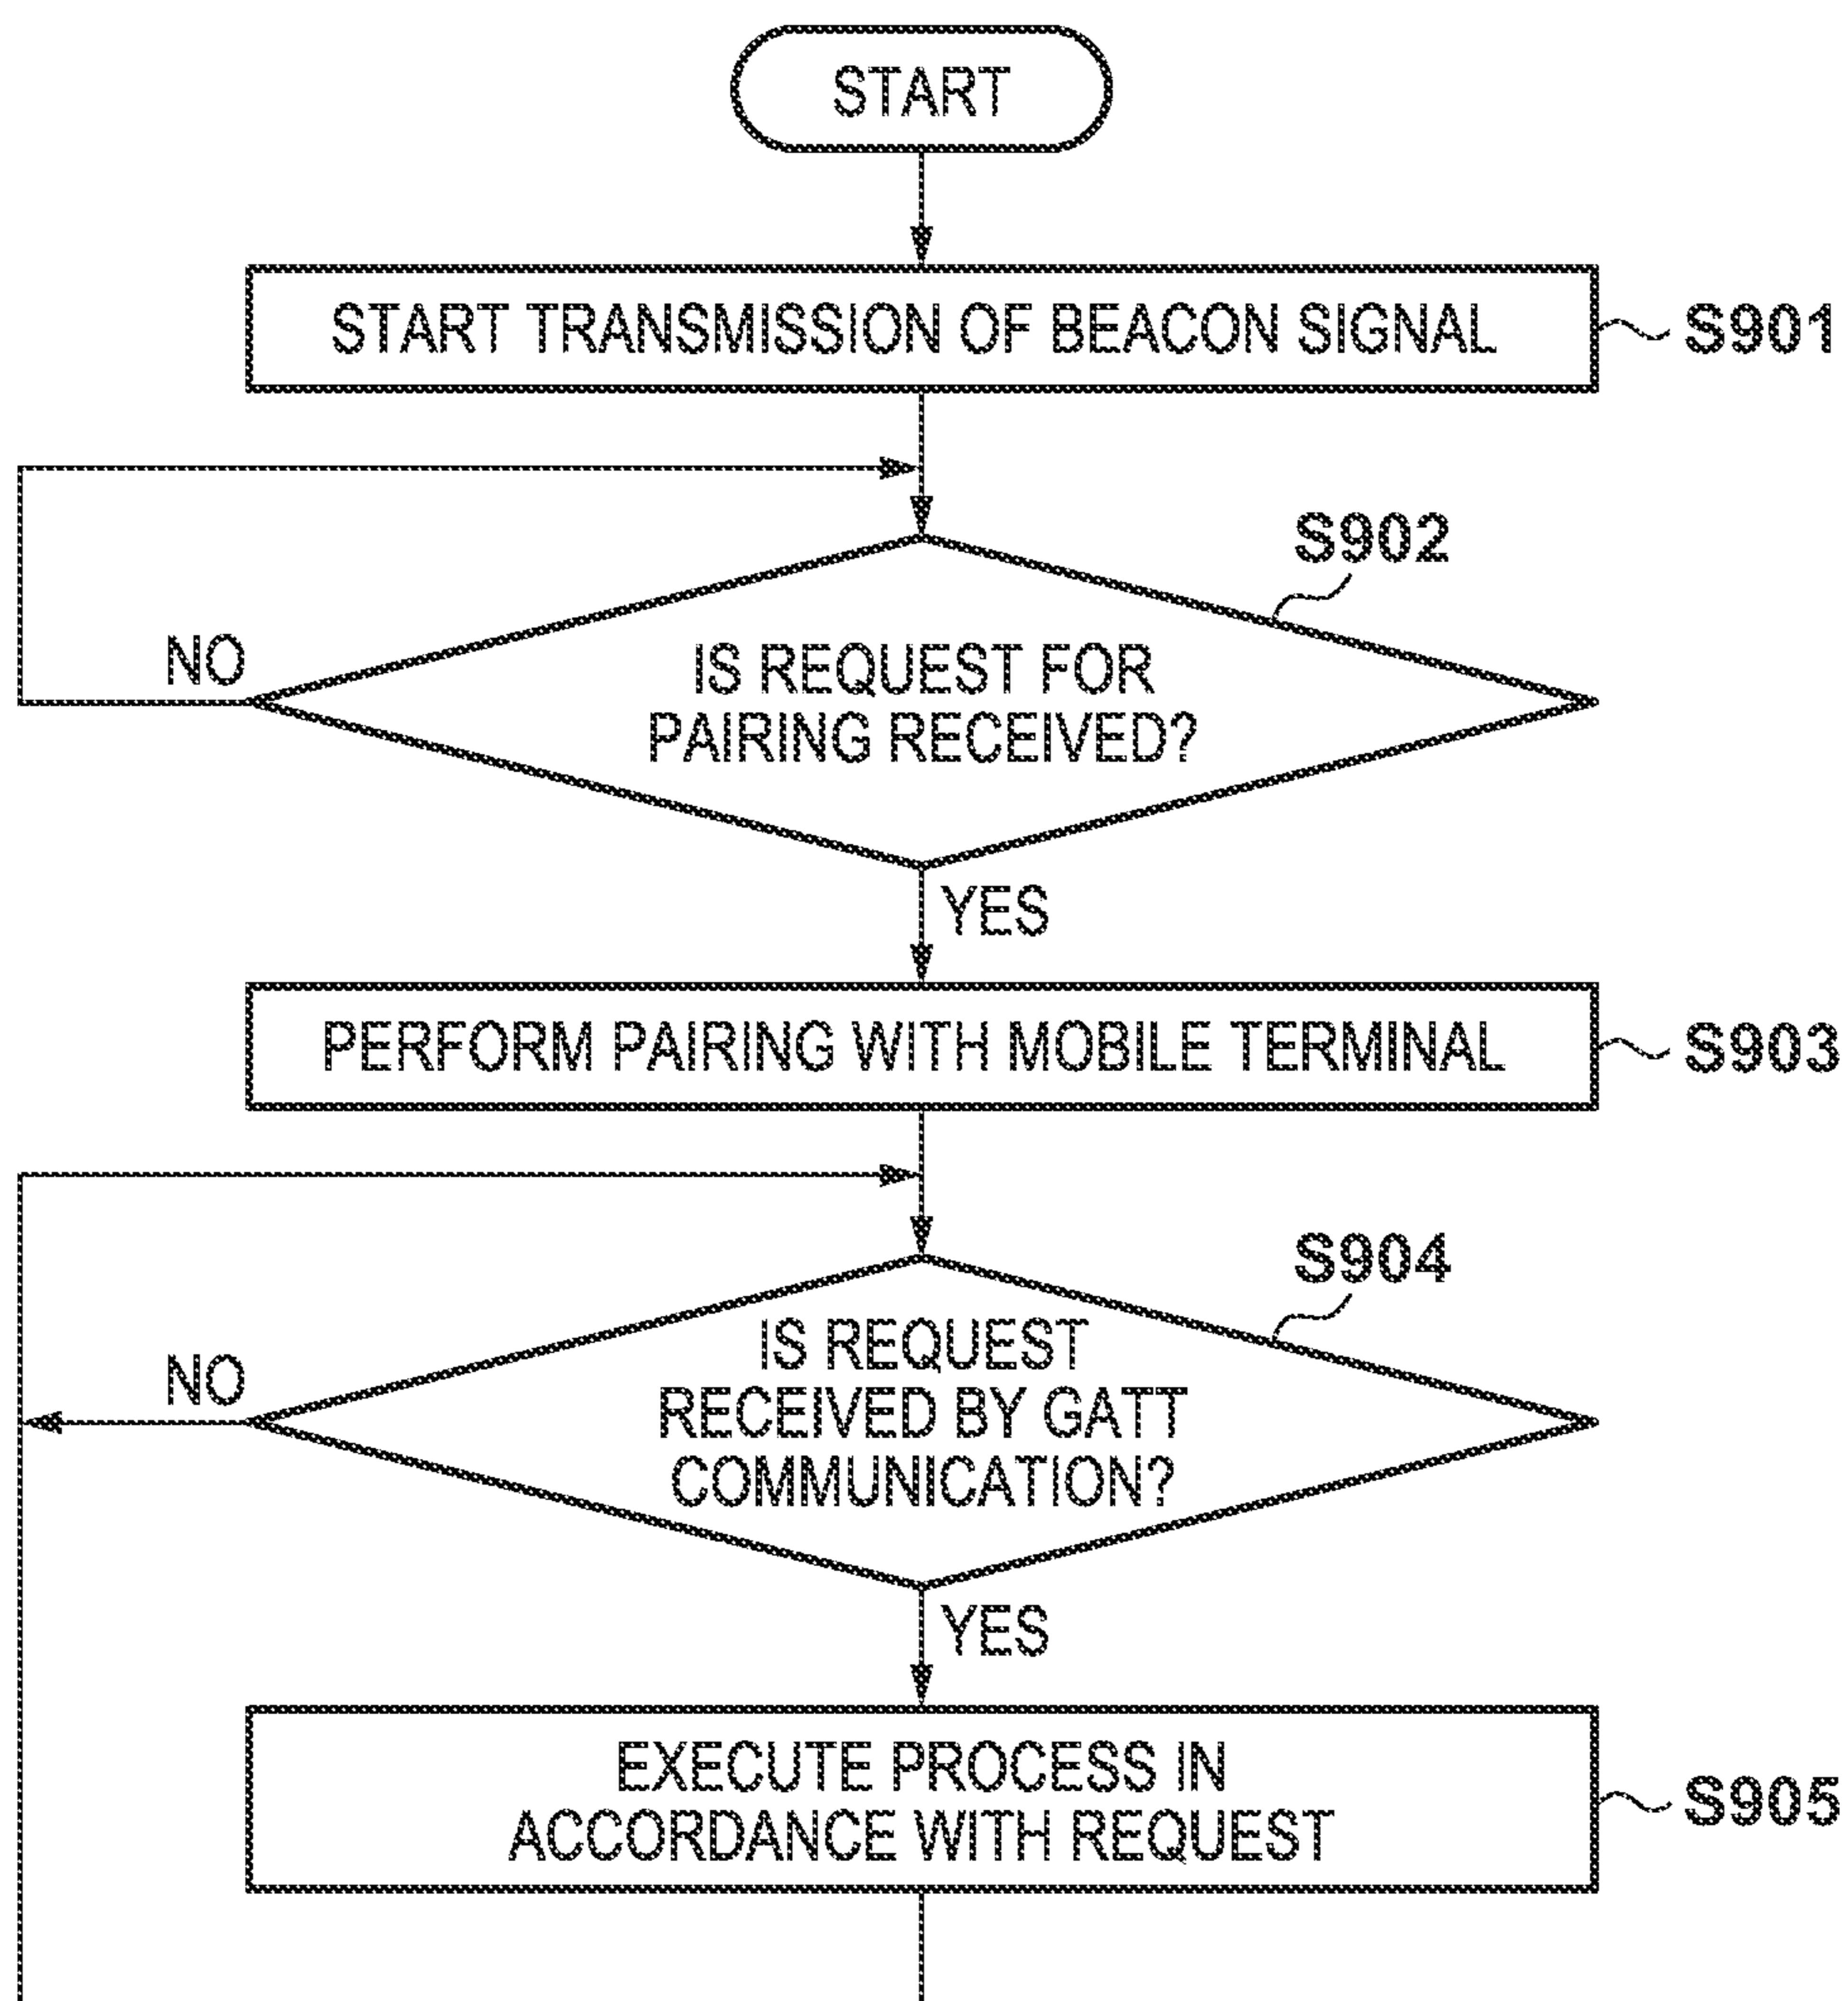 START
START TRANSMISSION OF BEACON SIGNAL
S901
S902
NO
IS REQUEST FOR
PAIRING RECEIVED?
YES
PERFORM PAIRING WITH MOBILE TERMINAL
S903
S904
NO
IS REQUEST
RECEIVED BY GATT
COMMUNICATION?
YES
EXECUTE PROCESS IN
ACCORDANCE WITH REQUEST
S905